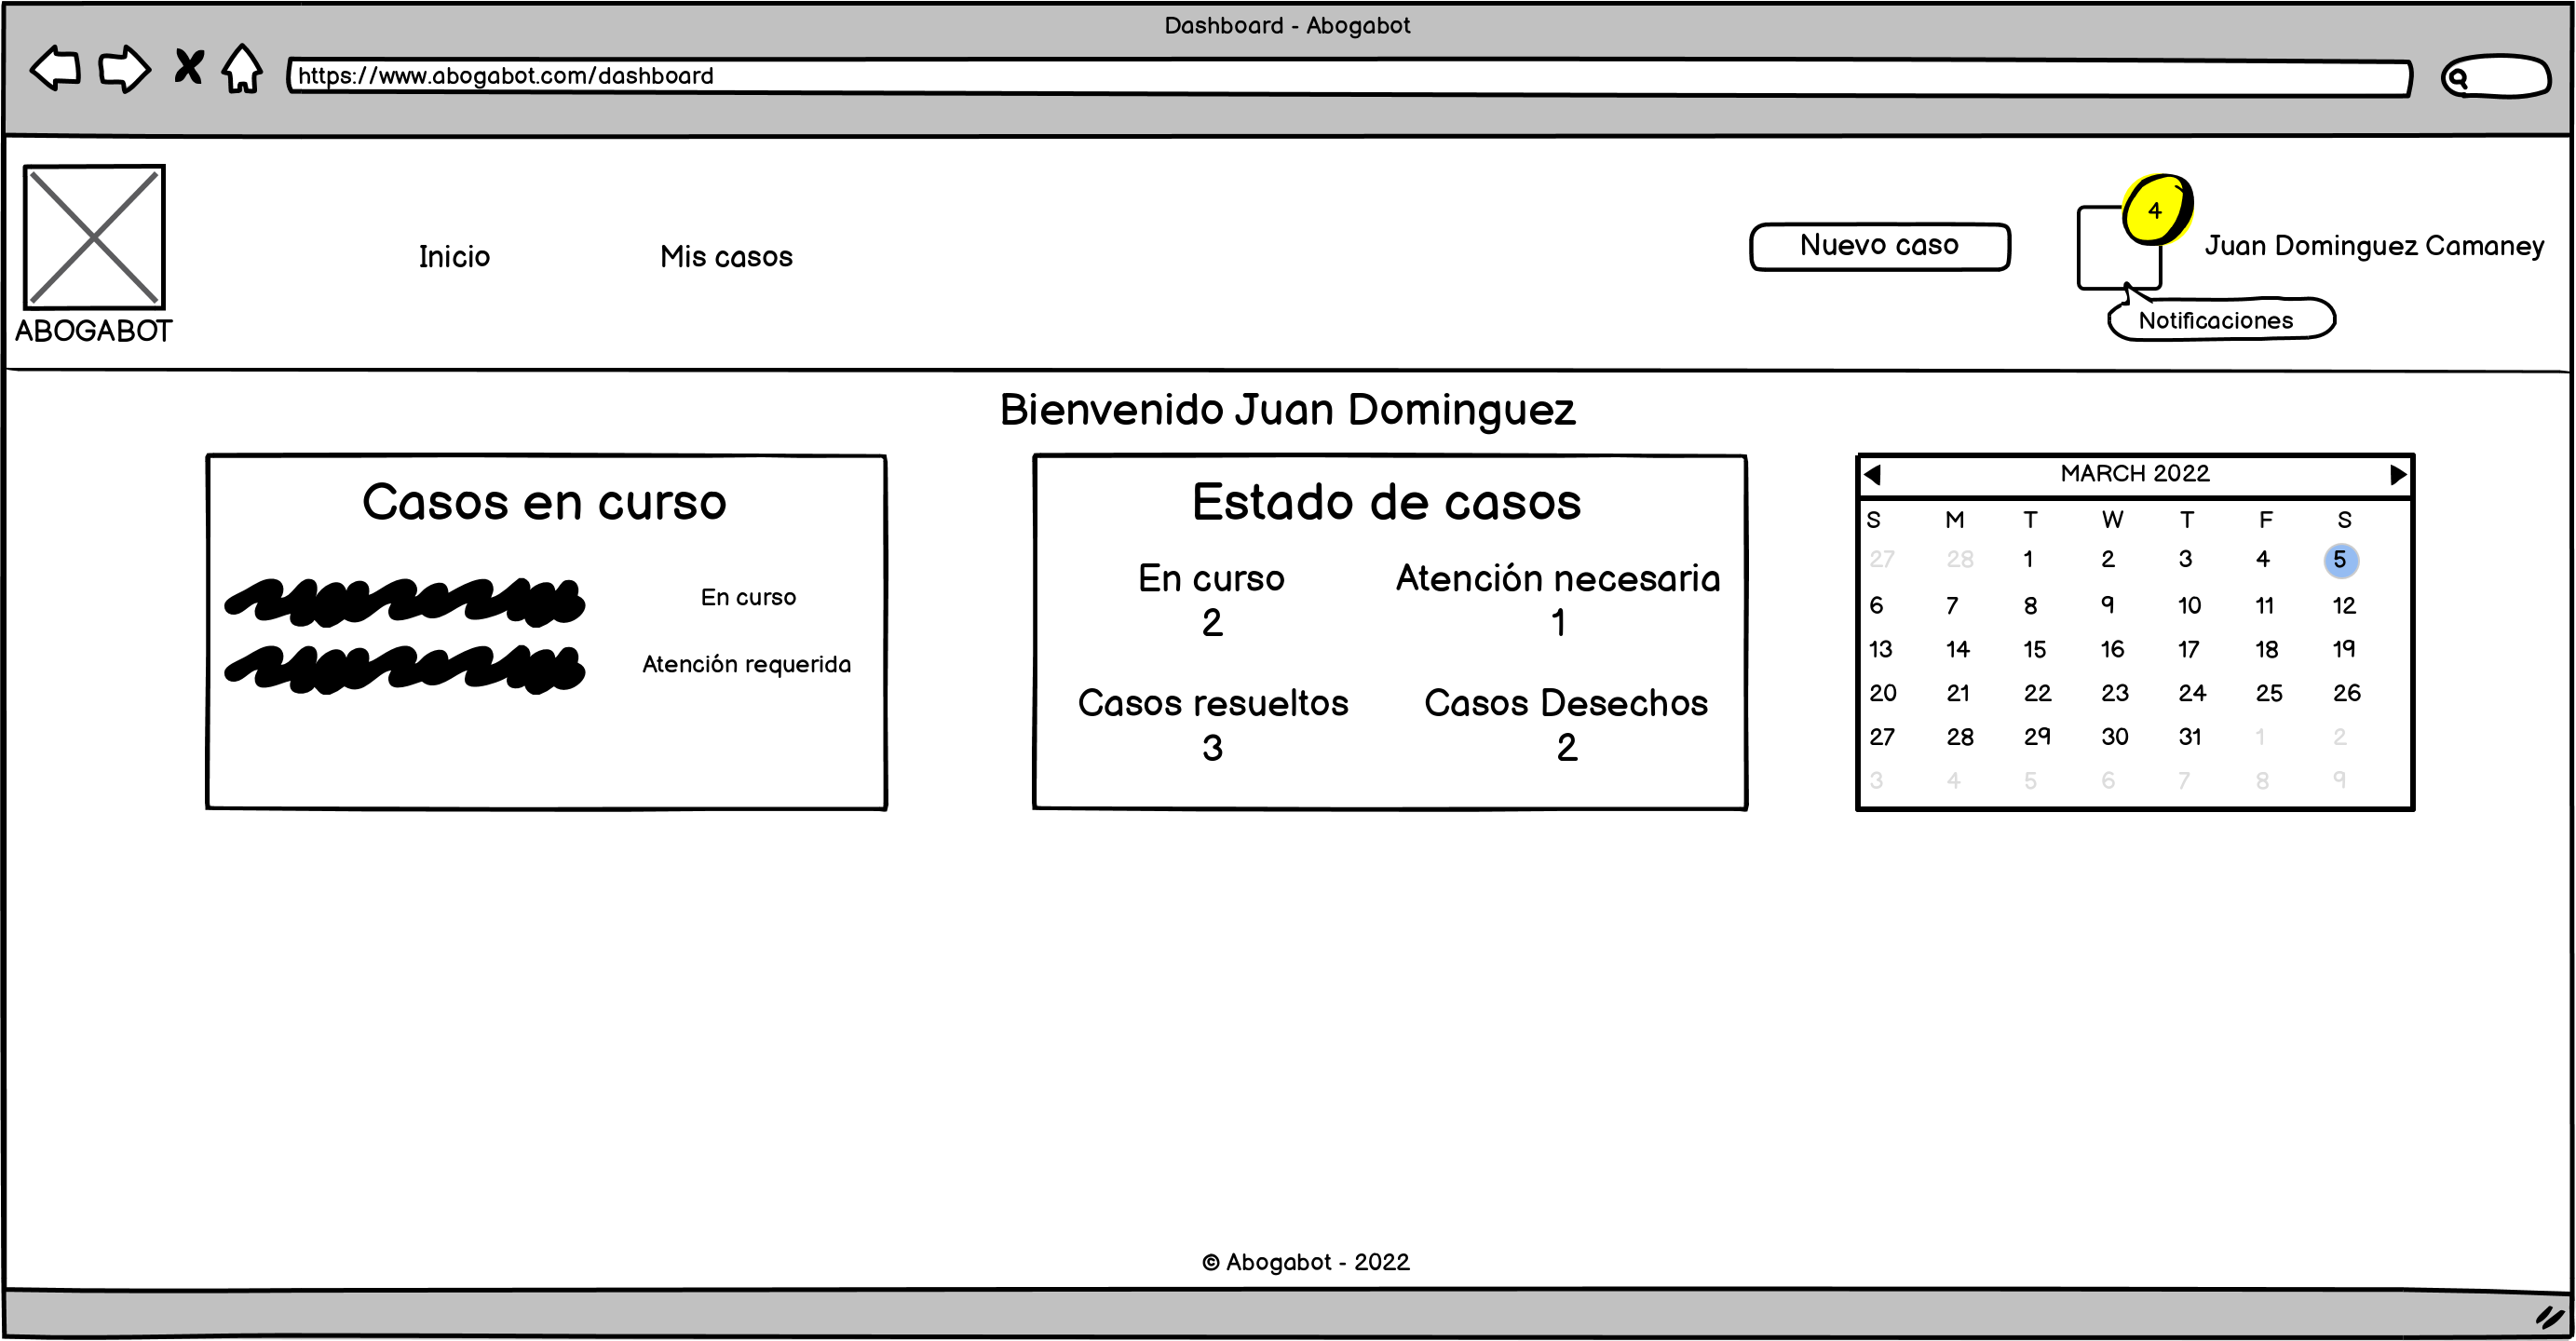 Dashboard - Abogabot
https://www.abogabot.com/dashboard
ABOGABOT
Inicio
Mis casos
Nuevo caso
4
Juan Dominguez Camaney
Notificaciones
Bienvenido Juan Dominguez
Casos en curso
En curso
Atención requerida
Estado de casos
En curso Atención necesaria
2 1
Casos resueltos Casos Desechos
3 2
MARCH 2022
S M T W T F S
27 28 1 2 3 4 5
6 7 8 9 10 11 12
13 14 15 16 17 18 19
20 21 22 23 24 25 26
27 28 29 30 31 1 2
3 4 5 6 7 8 9
© Abogabot - 2022